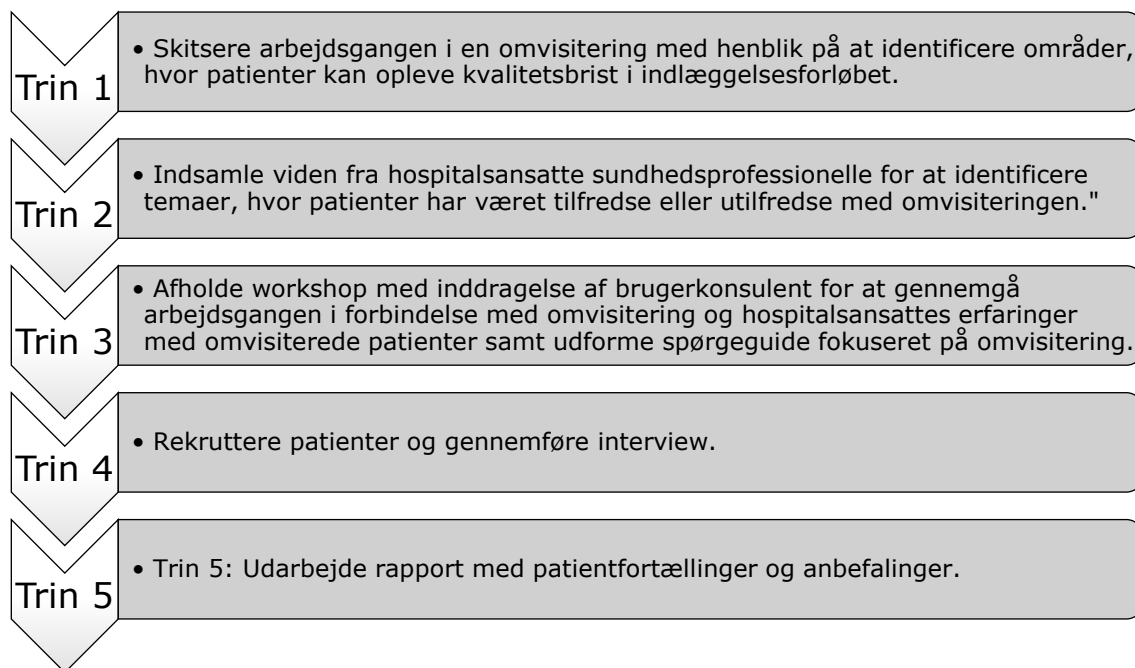 Trin 1
• Skitsere arbejdsgangen i en omvisitering med henblik på at identificere områder,
hvor patienter kan opleve kvalitetsbrist i indlæggelsesforløbet.
Trin 2
• Indsamle viden fra hospitalsansatte sundhedsprofessionelle for at identificere
temaer, hvor patienter har været tilfredse eller utilfredse med omvisiteringen."
Trin 3
• Afholde workshop med inddragelse af brugerkonsulent for at gennemgå
arbejdsgangen i forbindelse med omvisitering og hospitalsansattes erfaringer
med omvisiterede patienter samt udforme spørgeguide fokuseret på omvisitering.
Trin 4
• Rekruttere patienter og gennemføre interview.
Trin 5
• Trin 5: Udarbejde rapport med patientfortællinger og anbefalinger.